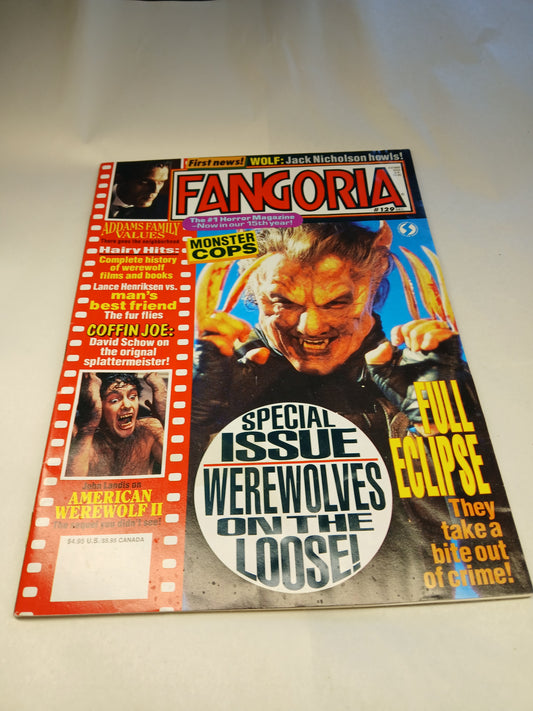 First news! WOLF: Jack Nicholson howls!
FANGORIA
#129
The #1 Horror Magazine
–Now in our 15th year!
MONSTER
COPS
ADDAMS FAMILY
VALUES
There goes the neighborhood
Hairy Hits:
Complete history
of werewolf
films and books
Lance Henriksen vs.
man's
best friend
The fur flies
COFFIN JOE:
David Schow on
the orignal
splattermeister!
John Landis on
AMERICAN
WEREWOLF II
The sequel you didn't see!
$4.95 U.S./$5.95 CANADA
SPECIAL
ISSUE
WEREWOLVES
ON THE
LOOSE!
FULL
ECLIPSE
They
take a
bite out
of crime!